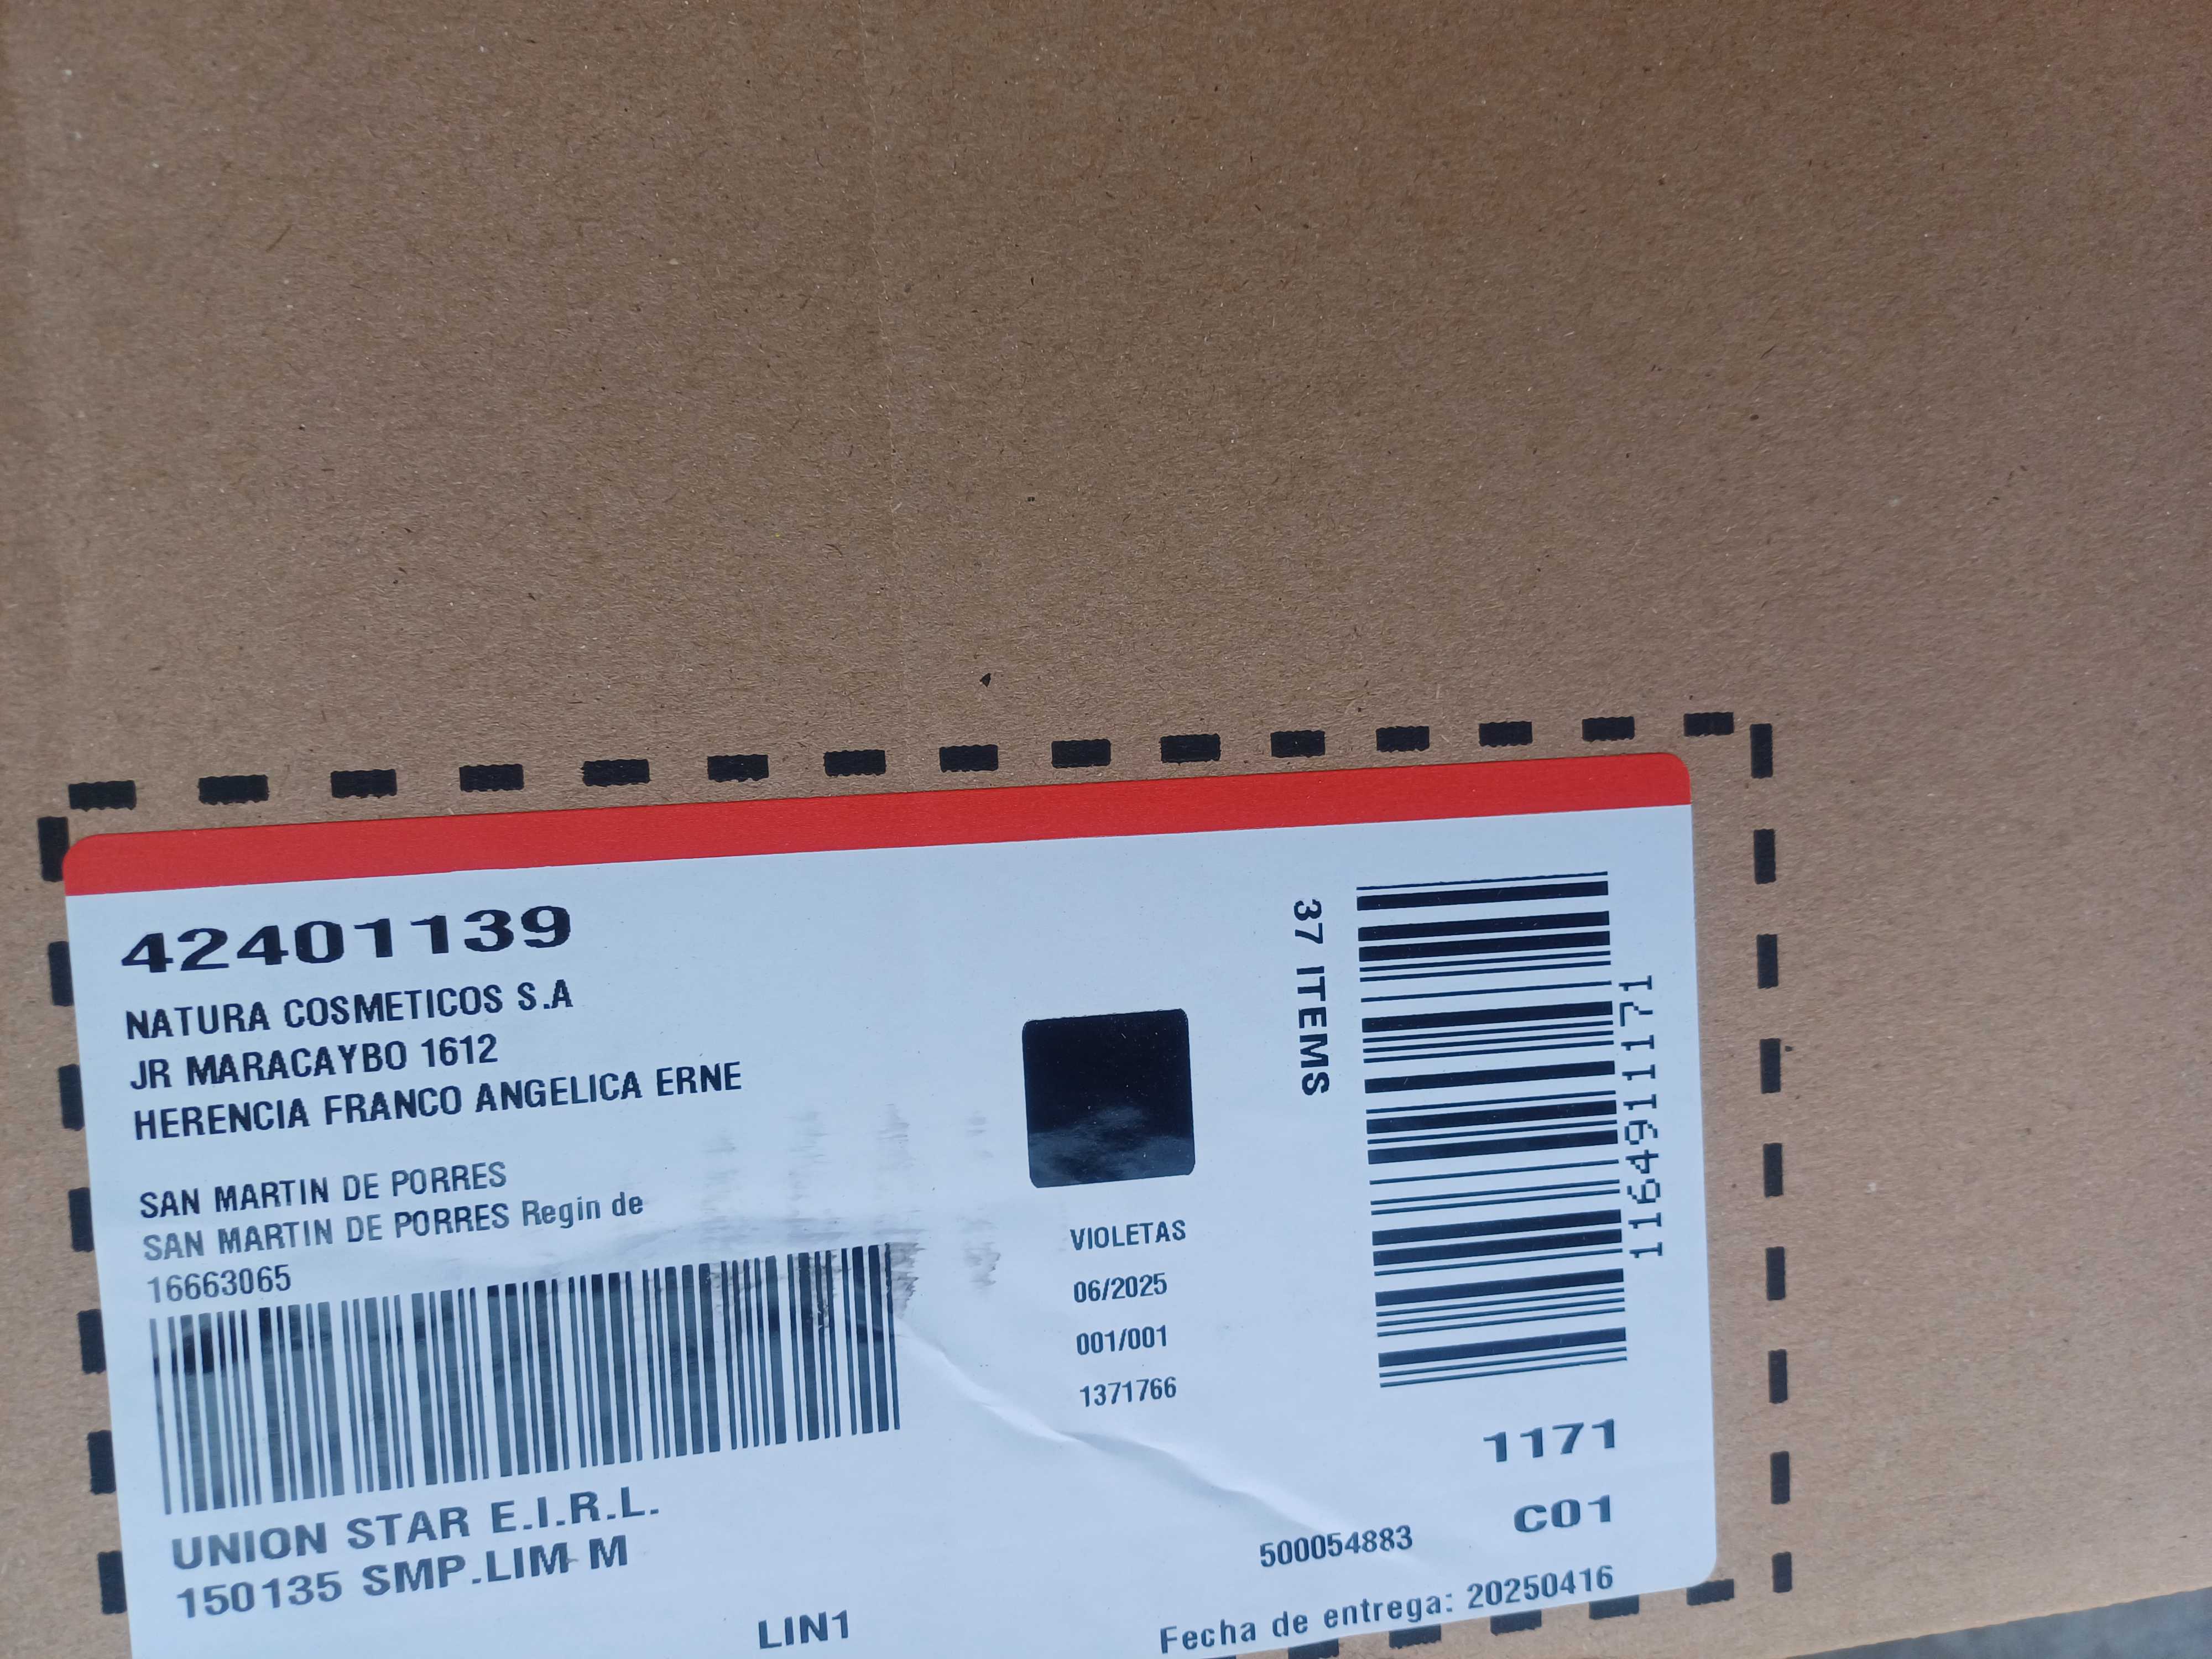 42401139
NATURA COSMETICOS S.A
JR MARACAYBO 1612
HERENCIA FRANCO ANGELICA ERNE
SAN MARTIN DE PORRES
SAN MARTIN DE PORRES Regin de
16663065
UNION STAR E.I.R.L.
150135 SMP.LIM M
LIN1
VIOLETAS
06/2025
001/001
1371766
37 ITEMS
11649111171
1171
C01
500054883
Fecha de entrega: 20250416